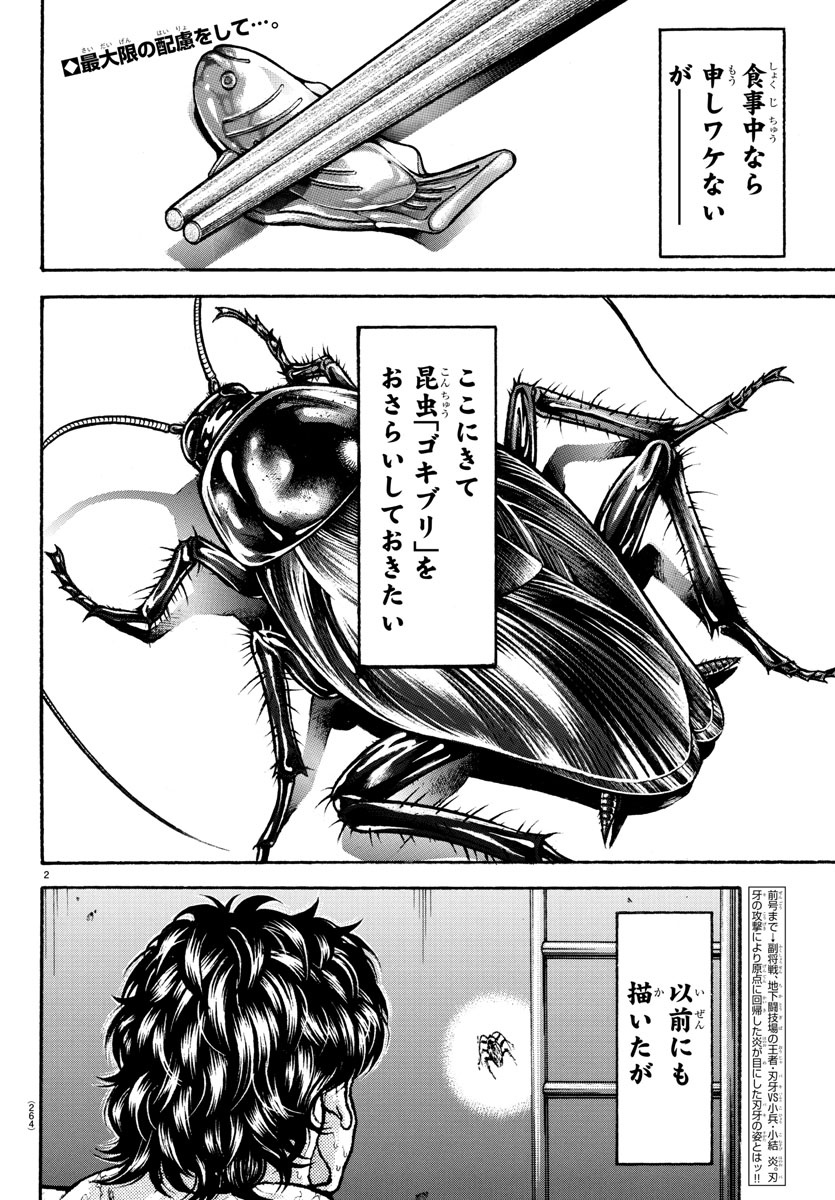 食事中なら
申しワケない
が――
◆最大限の配慮をして…。
ここにきて
昆虫「ゴキブリ」を
おさらいしておきたい
2
以前にも
描いたが
前号まで→副将戦、地下闘技場の王者・刃牙VS小兵・小結 炎。刃
牙の攻撃により原点に回帰した炎が目にした刃牙の姿とはッ!!
(264)